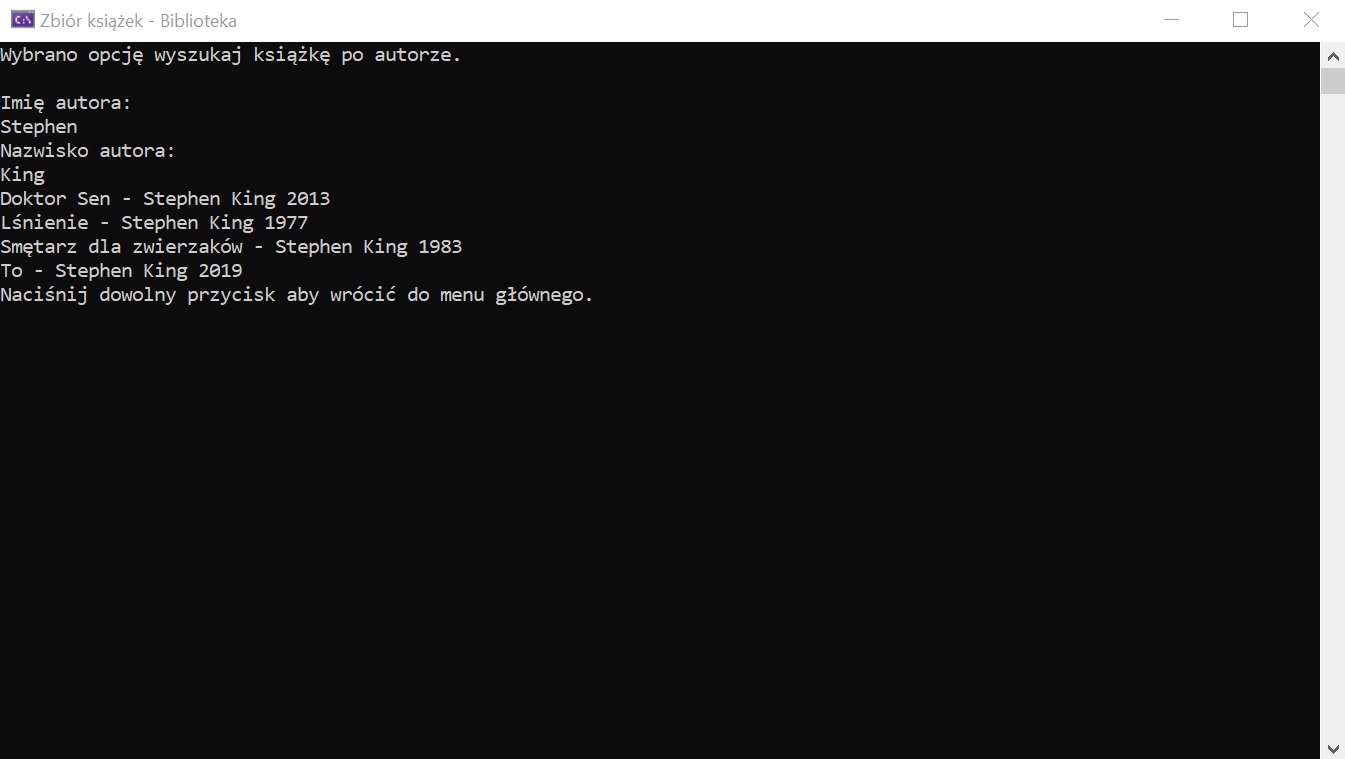 Zbiór książek - Biblioteka
Wybrano opcję wyszukaj książkę po autorze.
Imię autora:
Stephen
Nazwisko autora:
King
Doktor Sen - Stephen King 2013
Lśnienie - Stephen King 1977
Smętarz dla zwierzaków - Stephen King 1983
To - Stephen King 2019
Naciśnij dowolny przycisk aby wrócić do menu głównego.